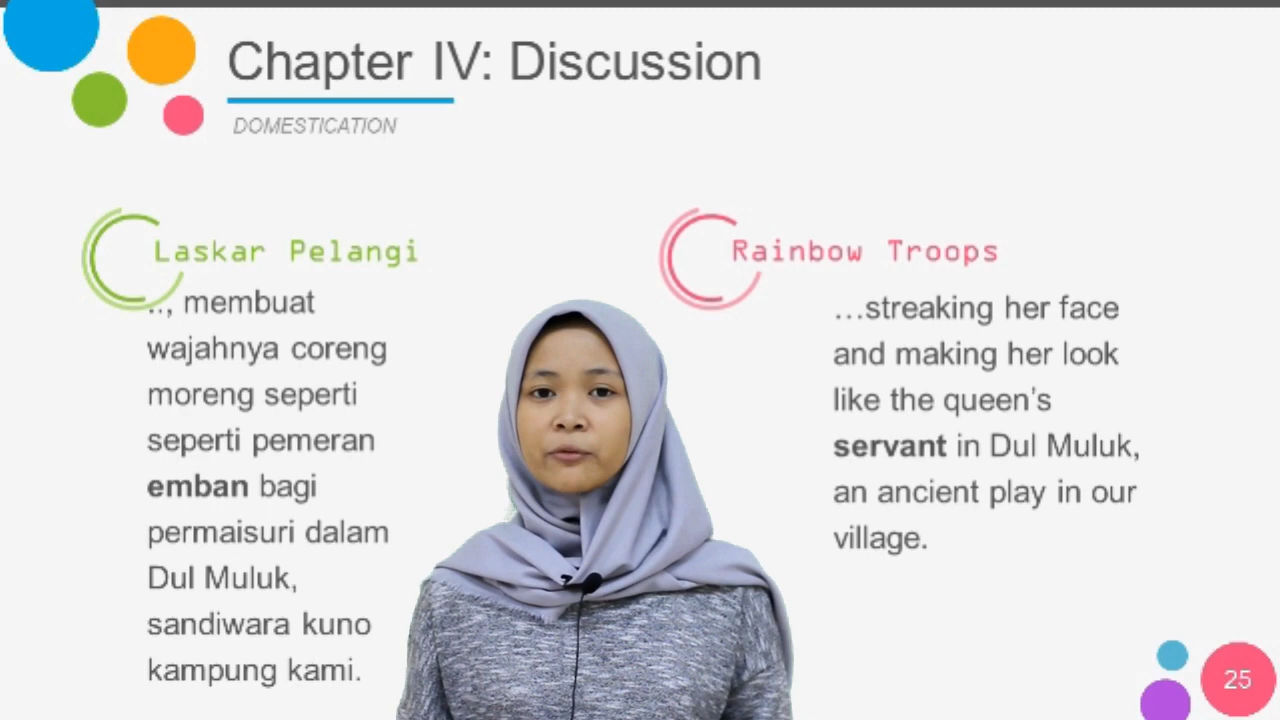 Chapter IV: Discussion
DOMESTICATION
Laskar Pelangi
.., membuat
wajahnya coreng
moreng seperti
seperti pemeran
emban bagi
permaisuri dalam
Dul Muluk,
sandiwara kuno
kampung kami.
Rainbow Troops
…streaking her face
and making her look
like the queen’s
servant in Dul Muluk,
an ancient play in our
village.
25